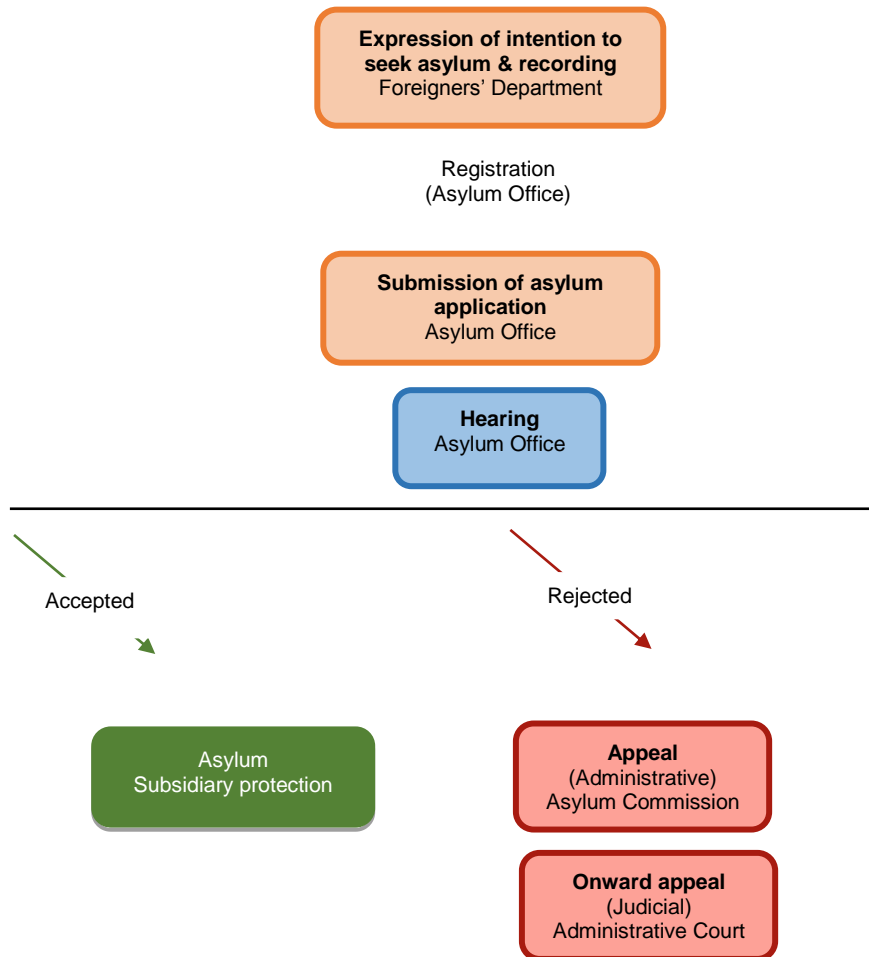 Expression of intention to
seek asylum & recording
Foreigners’ Department
Registration
(Asylum Office)
Submission of asylum
application
Asylum Office
Hearing
Asylum Office
Accepted
Rejected
Asylum
Subsidiary protection
Appeal
(Administrative)
Asylum Commission
Onward appeal
(Judicial)
Administrative Court